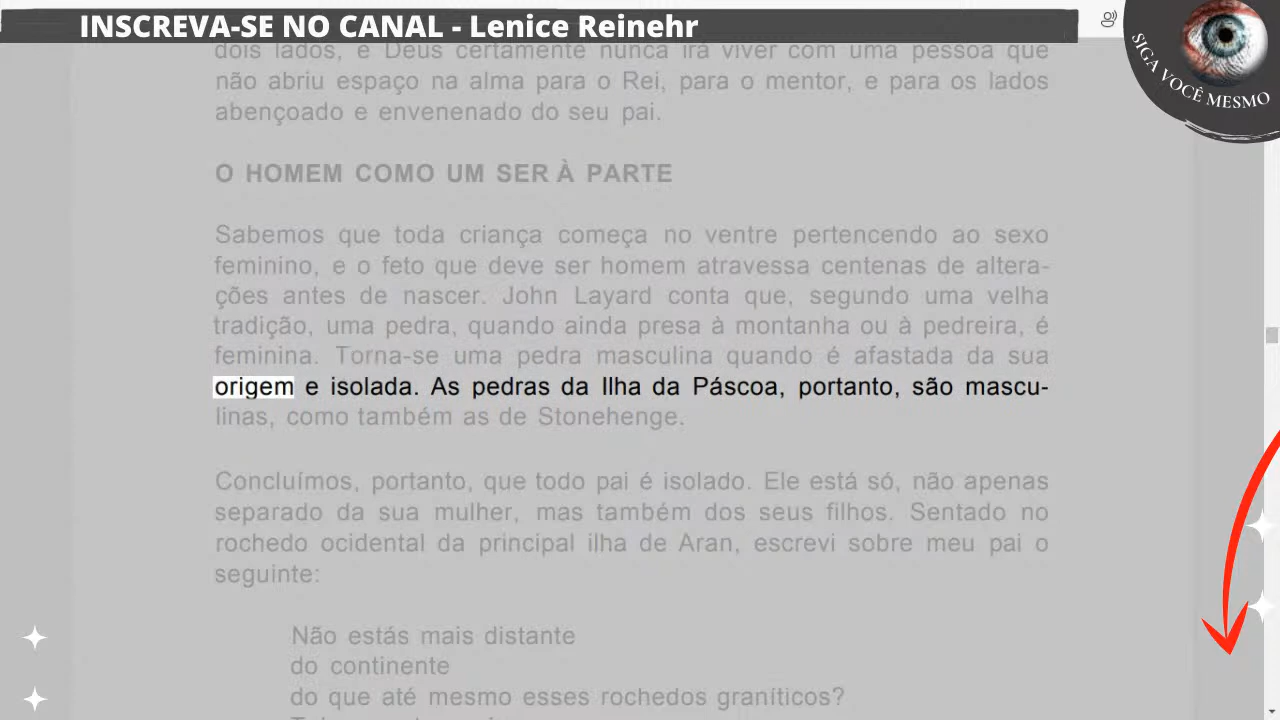 INSCREVA-SE NO CANAL - Lenice Reinehr
SIGA VOCÊ MESMO
dois lados, e Deus certamente nunca irá viver com uma pessoa que
não abriu espaço na alma para o Rei, para o mentor, e para os lados
abençoado e envenenado do seu pai.
O HOMEM COMO UM SER À PARTE
Sabemos que toda criança começa no ventre pertencendo ao sexo
feminino, e o feto que deve ser homem atravessa centenas de altera-
ções antes de nascer. John Layard conta que, segundo uma velha
tradição, uma pedra, quando ainda presa à montanha ou à pedreira, é
feminina. Torna-se uma pedra masculina quando é afastada da sua
origem e isolada. As pedras da Ilha da Páscoa, portanto, são mascu-
linas, como também as de Stonehenge.
Concluímos, portanto, que todo pai é isolado. Ele está só, não apenas
separado da sua mulher, mas também dos seus filhos. Sentado no
rochedo ocidental da principal ilha de Aran, escrevi sobre meu pai o
seguinte:
Não estás mais distante
do continente
do que até mesmo esses rochedos graníticos?